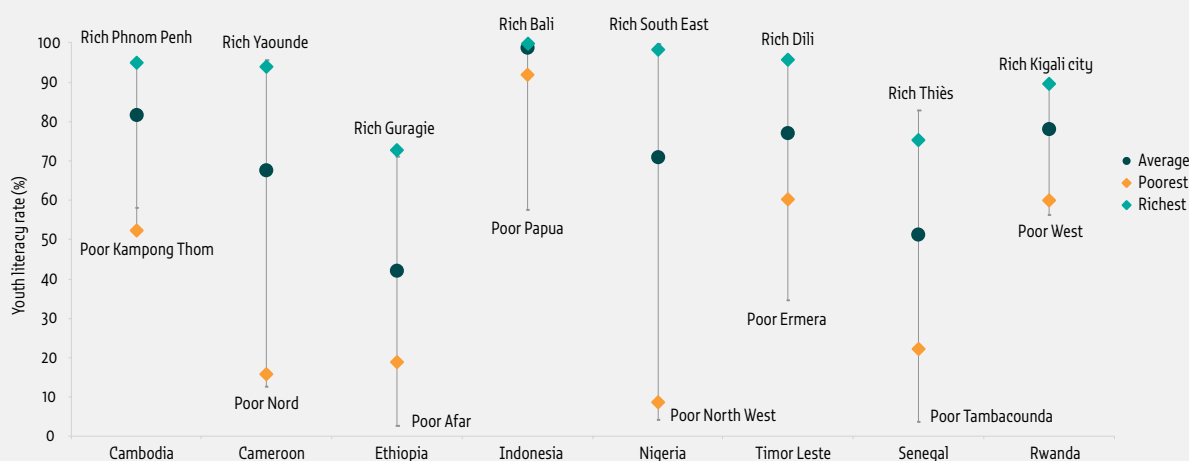 Youth literacy rate (%)
100
90
80
70
60
50
40
30
20
10
0
Rich Phnom Penh
Poor Kampong Thom
Rich Yaounde
Poor Nord
Rich Guragie
Poor Afar
Rich Bali
Poor Papua
Rich South East
Poor North West
Rich Dili
Poor Ermera
Rich Thiès
Poor Tambacounda
Rich Kigali city
Poor West
Cambodia
Cameroon
Ethiopia
Indonesia
Nigeria
Timor Leste
Senegal
Rwanda
Average
Poorest
Richest